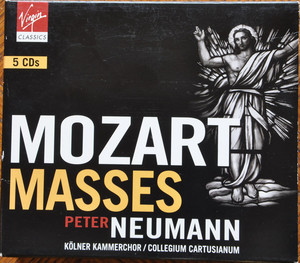 Virgin
CLASSICS
5 CDs
MOZART
MASSES
PETER NEUMANN
KÖLNER KAMMERCHOR / COLLEGIUM CARTUSIANUM